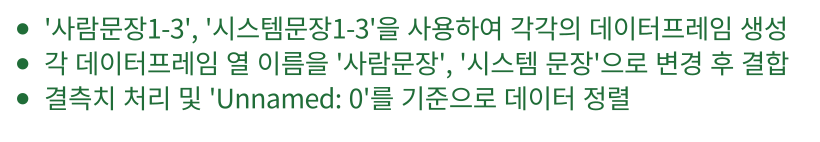 • '사람문장1-3', '시스템문장1-3'을 사용하여 각각의 데이터프레임 생성
• 각 데이터프레임 열 이름을 '사람문장', '시스템 문장'으로 변경 후 결합
• 결측치 처리 및 'Unnamed: 0'를 기준으로 데이터 정렬